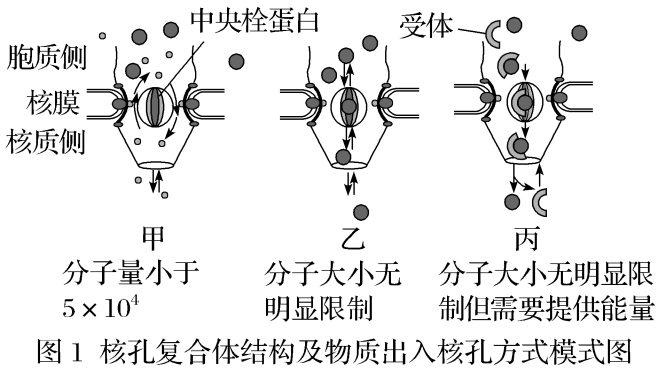 中央栓蛋白
受体
胞质侧
核膜
核质侧
甲
乙
丙
分子量小于
5×10⁴
分子大小无
明显限制
分子大小无明显限
制但需要提供能量
图1 核孔复合体结构及物质出入核孔方式模式图